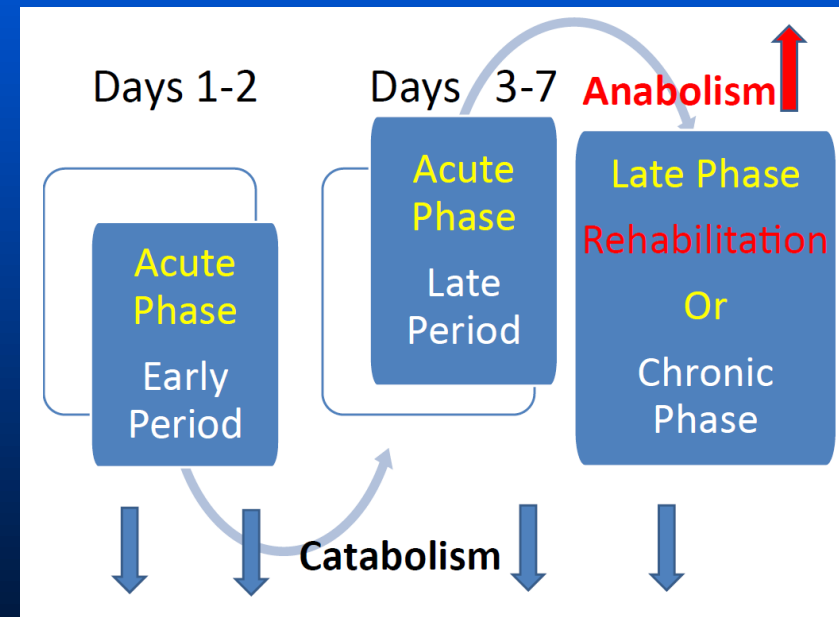 Days 1-2
Acute
Phase
Early
Period
Days 3-7
Acute
Phase
Late
Period
Anabolism
Late Phase
Rehabilitation
Or
Chronic
Phase
Catabolism